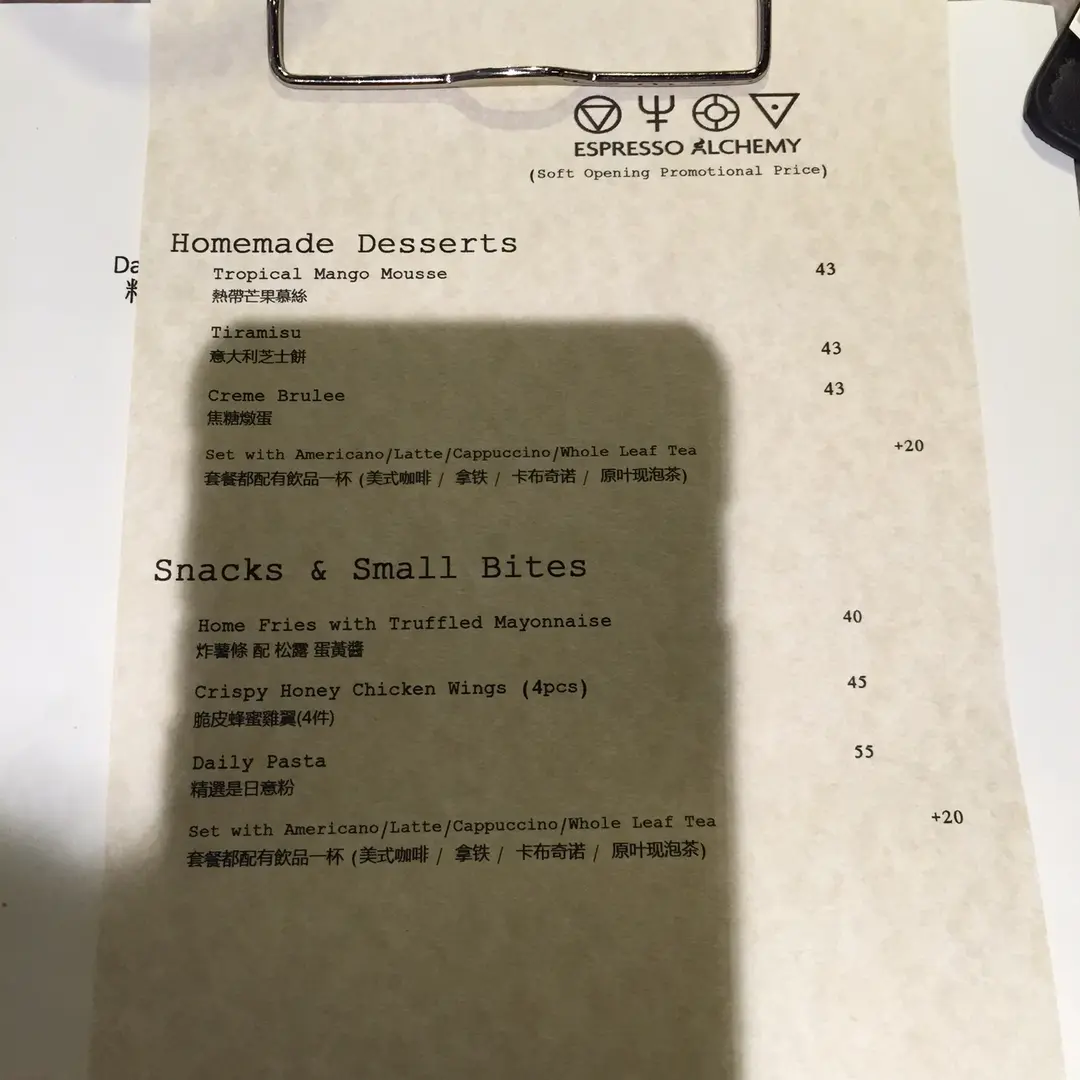 ESPRESSO ALCHEMY
(Soft Opening Promotional Price)
Homemade Desserts
Tropical Mango Mousse 43
熱帶芒果慕絲
Tiramisu
意大利芝士餅 43
Creme Brulee 43
焦糖燉蛋
Set with Americano/Latte/Cappuccino/Whole Leaf Tea +20
套餐都配有飲品一杯 (美式咖啡 / 拿铁 / 卡布奇诺 / 原叶现泡茶)
Snacks & Small Bites
Home Fries with Truffled Mayonnaise 40
炸薯條 配 松露 蛋黃醬
Crispy Honey Chicken Wings (4pcs) 45
脆皮蜂蜜雞翼(4件)
Daily Pasta 55
精選是日意粉
Set with Americano/Latte/Cappuccino/Whole Leaf Tea +20
套餐都配有飲品一杯 (美式咖啡 / 拿铁 / 卡布奇诺 / 原叶现泡茶)
Da